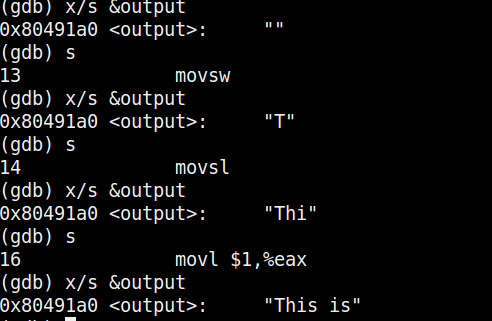 (gdb) x/s &output
0x80491a0 <output>:     ""
(gdb) s
13              movsw
(gdb) x/s &output
0x80491a0 <output>:     "T"
(gdb) s
14              movsl
(gdb) x/s &output
0x80491a0 <output>:     "Thi"
(gdb) s
16              movl $1,%eax
(gdb) x/s &output
0x80491a0 <output>:     "This is"